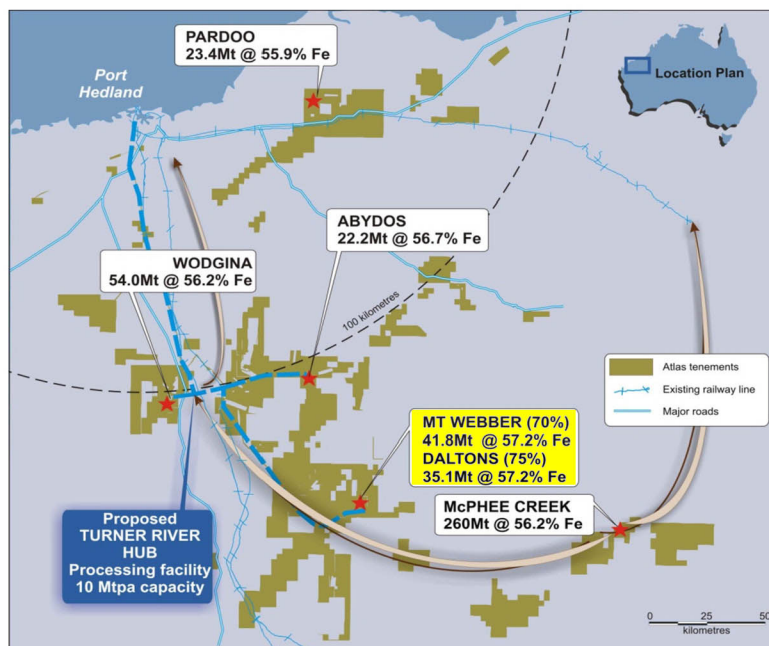 PARDOO
23.4Mt @ 55.9% Fe
Port
Hedland
Location Plan
ABYDOS
22.2Mt @ 56.7% Fe
WODGINA
54.0Mt @ 56.2% Fe
100 kilometres
Atlas tenements
Existing railway line
Major roads
MT WEBBER (70%)
41.8Mt @ 57.2% Fe
DALTONS (75%)
35.1Mt @ 57.2% Fe
McPHEE CREEK
260Mt @ 56.2% Fe
Proposed
TURNER RIVER
HUB
Processing facility
10 Mtpa capacity
0 25 50
kilometres